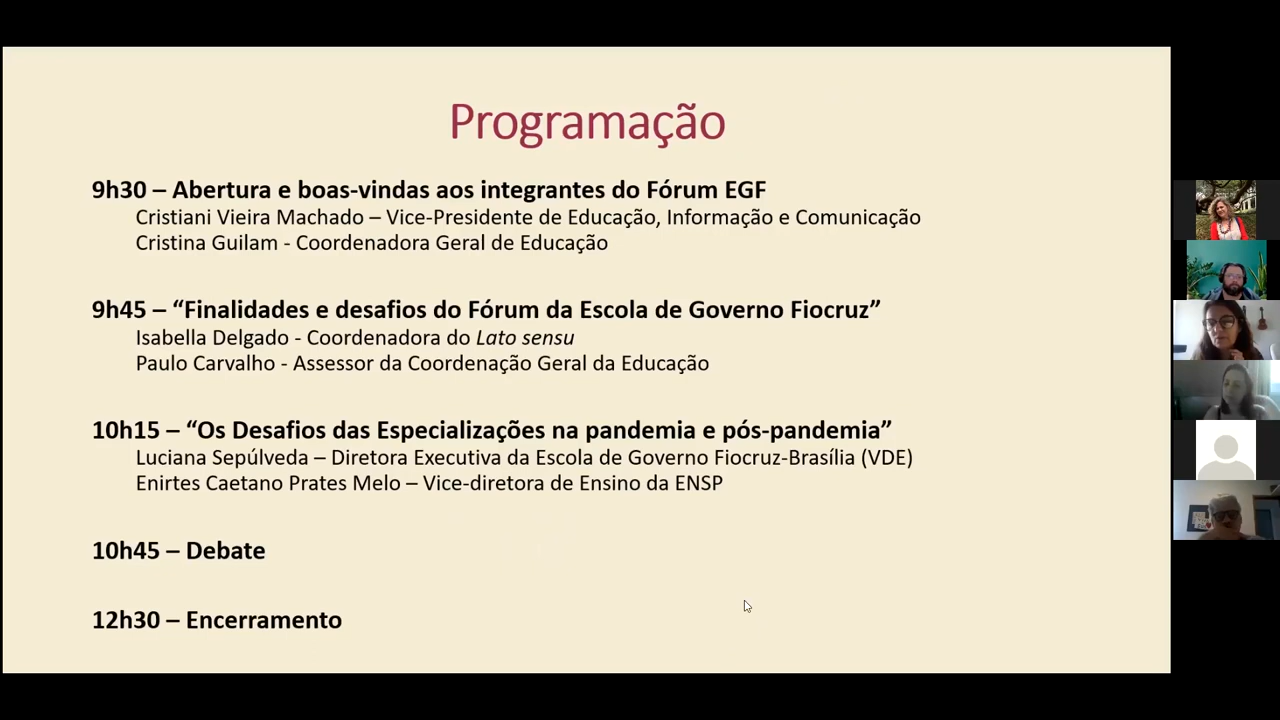 Programação
9h30 – Abertura e boas-vindas aos integrantes do Fórum EGF
Cristiani Vieira Machado – Vice-Presidente de Educação, Informação e Comunicação
Cristina Guilam - Coordenadora Geral de Educação
9h45 – “Finalidades e desafios do Fórum da Escola de Governo Fiocruz”
Isabella Delgado - Coordenadora do Lato sensu
Paulo Carvalho - Assessor da Coordenação Geral da Educação
10h15 – “Os Desafios das Especializações na pandemia e pós-pandemia”
Luciana Sepúlveda – Diretora Executiva da Escola de Governo Fiocruz-Brasília (VDE)
Enirtes Caetano Prates Melo – Vice-diretora de Ensino da ENSP
10h45 – Debate
12h30 – Encerramento